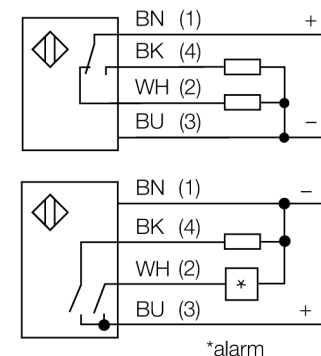 BN (1) +
BK (4)
WH (2)
BU (3) −
BN (1) −
BK (4)
WH (2)
*
BU (3) +
*alarm